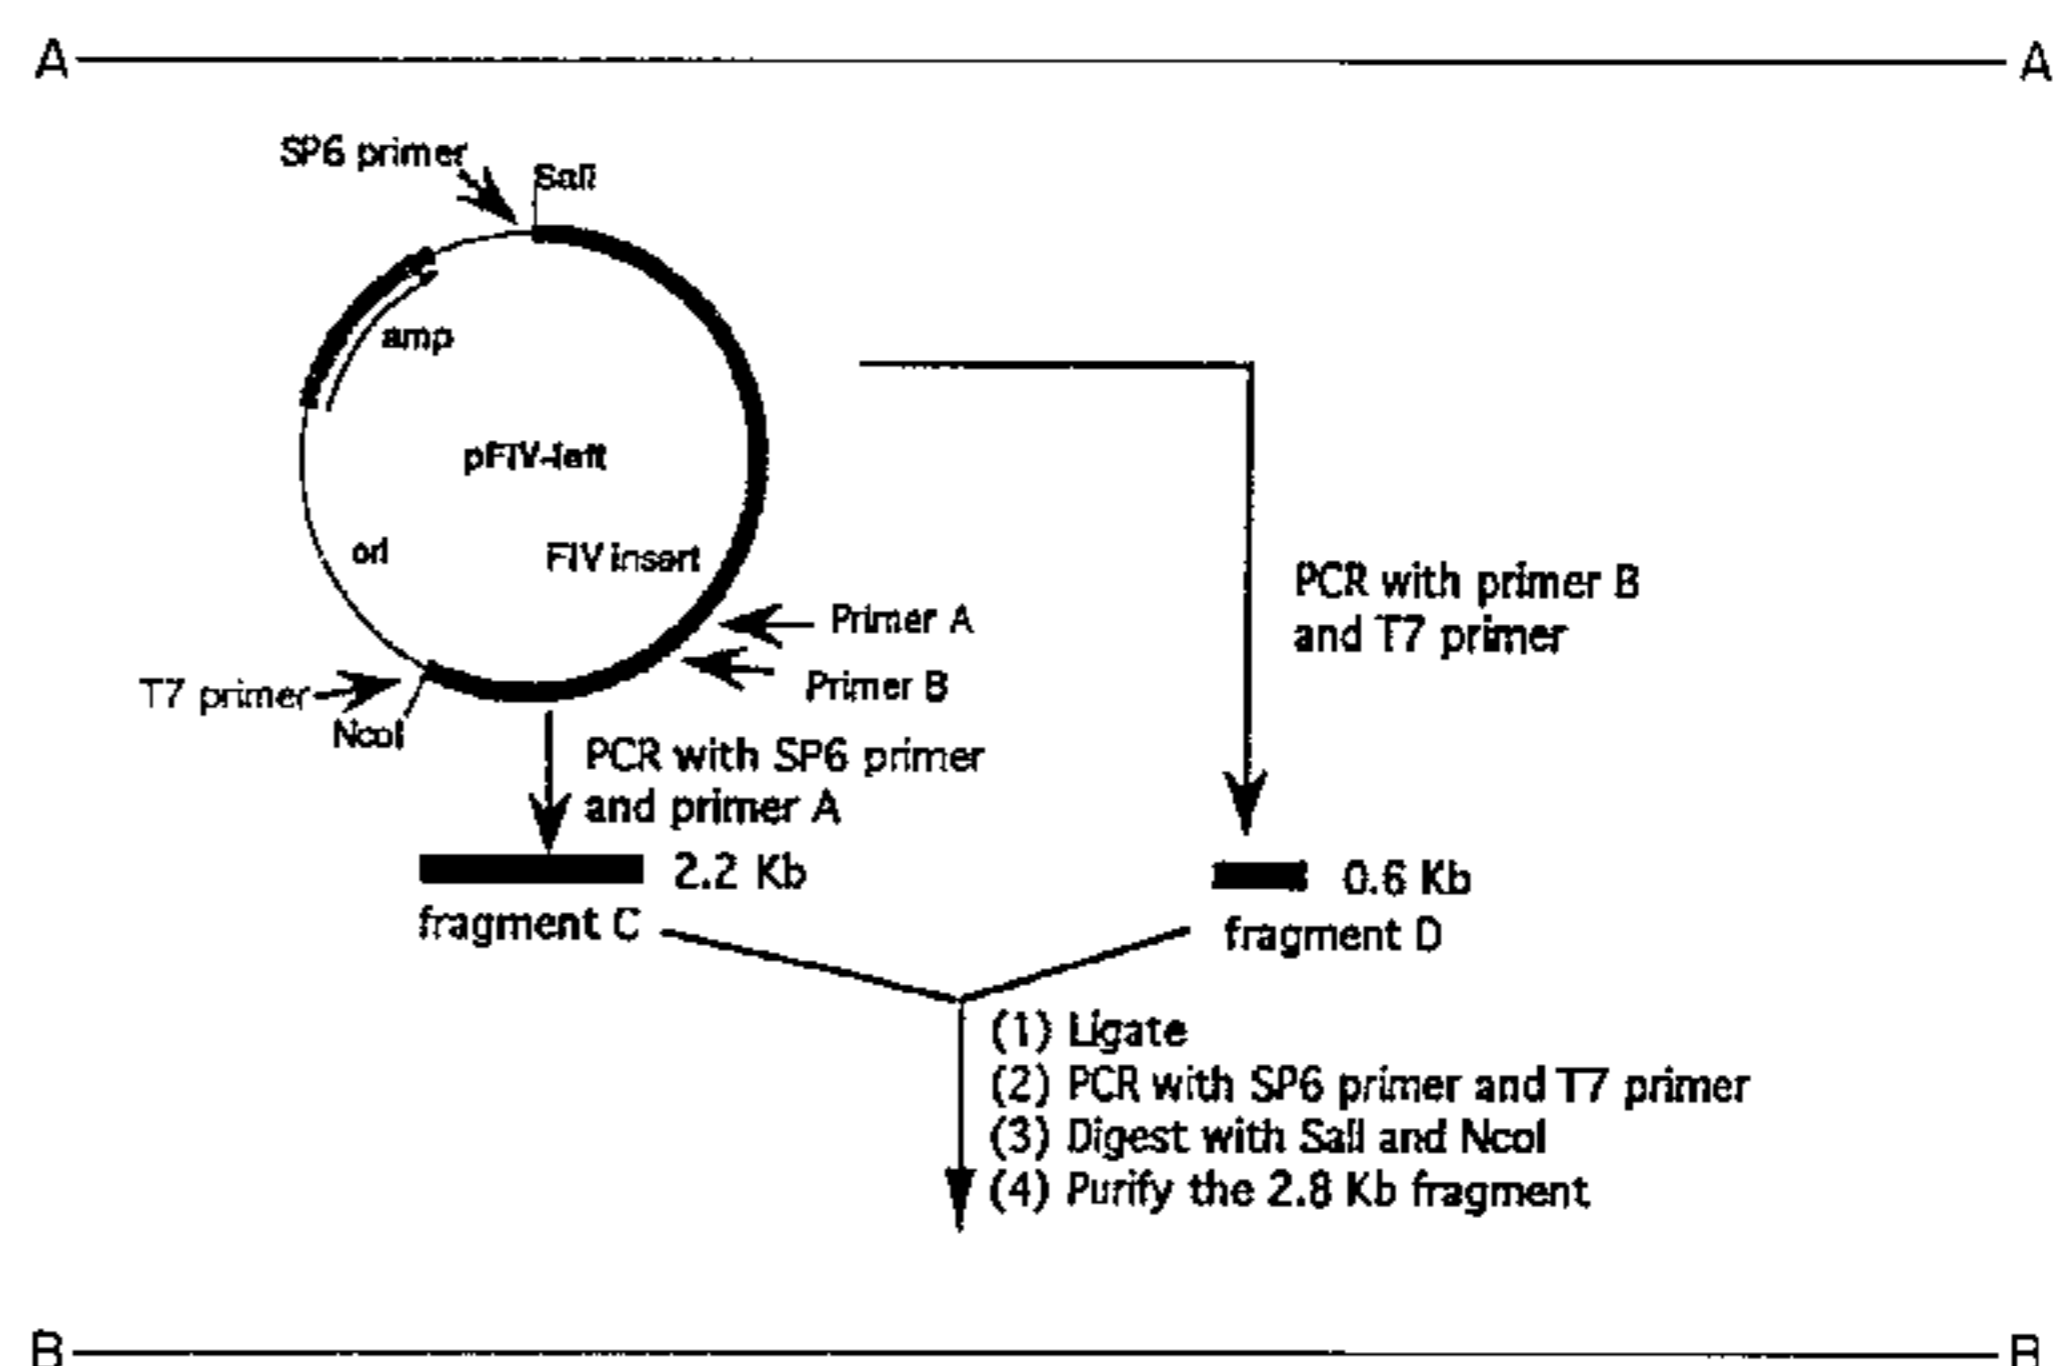 A A
SP6 primer
SalI
amp
pFIV-left
ori
FIV insert
Primer A
Primer B
T7 primer
NcoI
PCR with primer B
and T7 primer
PCR with SP6 primer
and primer A
2.2 Kb
fragment C
0.6 Kb
fragment D
(1) Ligate
(2) PCR with SP6 primer and T7 primer
(3) Digest with SalI and NcoI
(4) Purify the 2.8 Kb fragment
B B